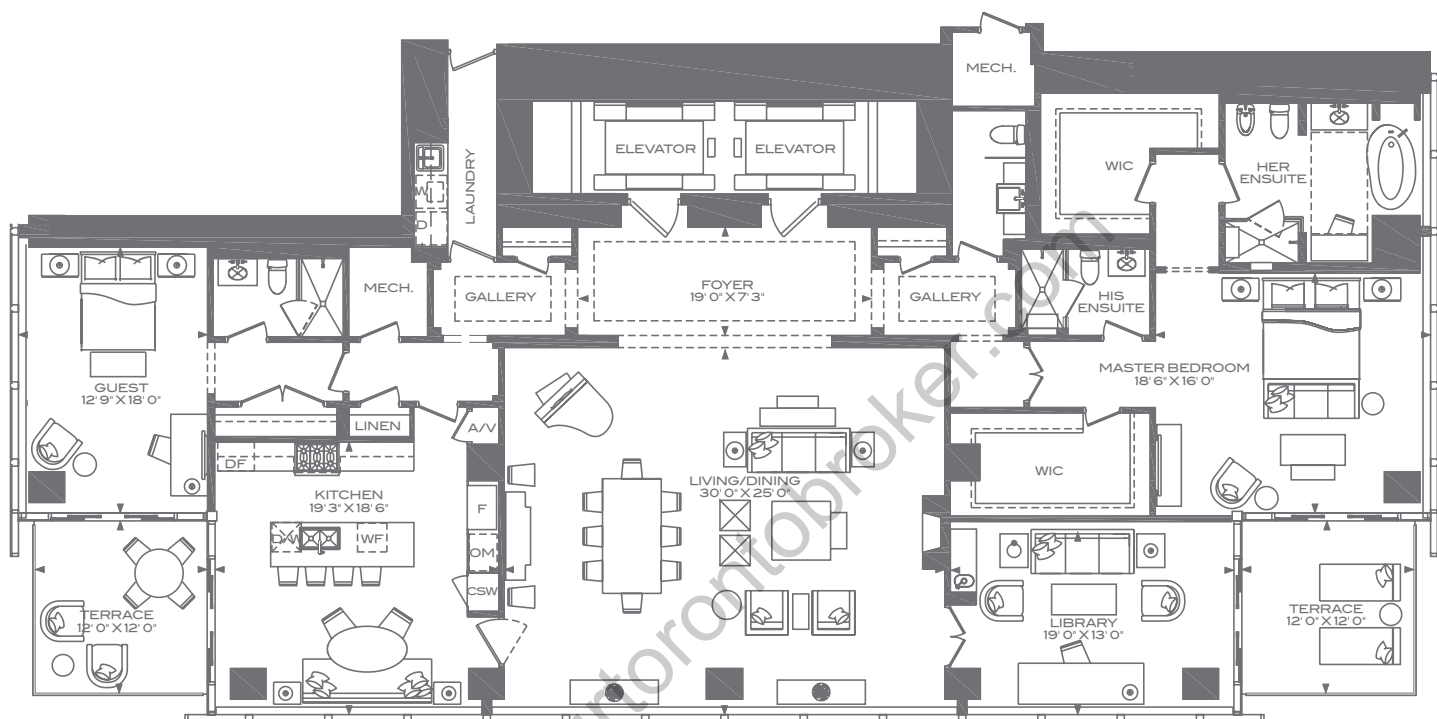 MECH.
ELEVATOR
ELEVATOR
LAUNDRY
W
D
WIC
HER
ENSUITE
MECH.
GALLERY
FOYER
19' 0" X 7' 3"
GALLERY
HIS
ENSUITE
GUEST
12' 9" X 18' 0"
MASTER BEDROOM
18' 6" X 16' 0"
LINEN
A/V
DF
KITCHEN
19' 3" X 18' 6"
LIVING/DINING
30' 0" X 25' 0"
WIC
F
D/W
WF
OM
CSW
TERRACE
12' 0" X 12' 0"
LIBRARY
19' 0" X 13' 0"
TERRACE
12' 0" X 12' 0"